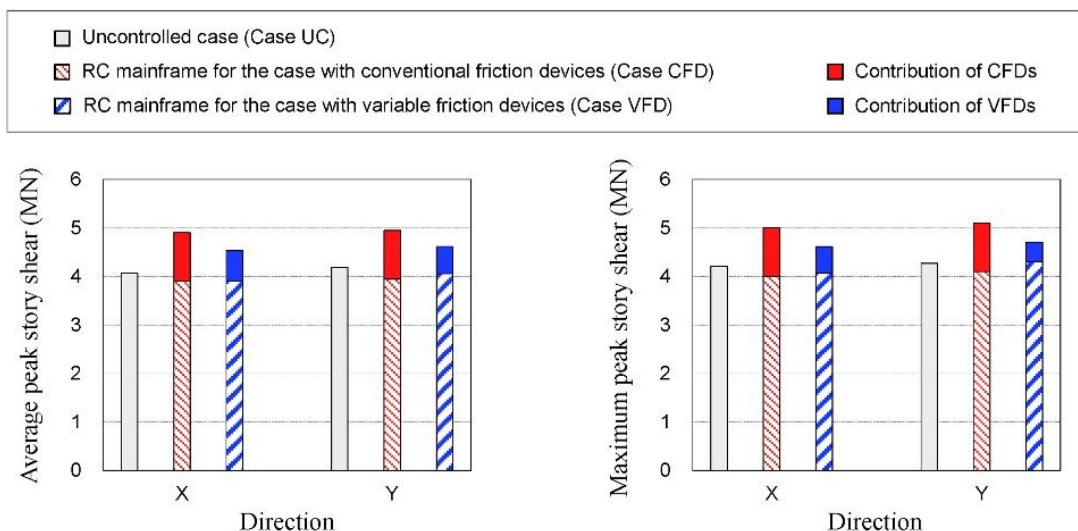 Uncontrolled case (Case UC)
RC mainframe for the case with conventional friction devices (Case CFD)
Contribution of CFDs
RC mainframe for the case with variable friction devices (Case VFD)
Contribution of VFDs
Average peak story shear (MN)
6
5
4
3
2
1
0
X
Y
Direction
Maximum peak story shear (MN)
6
5
4
3
2
1
0
X
Y
Direction